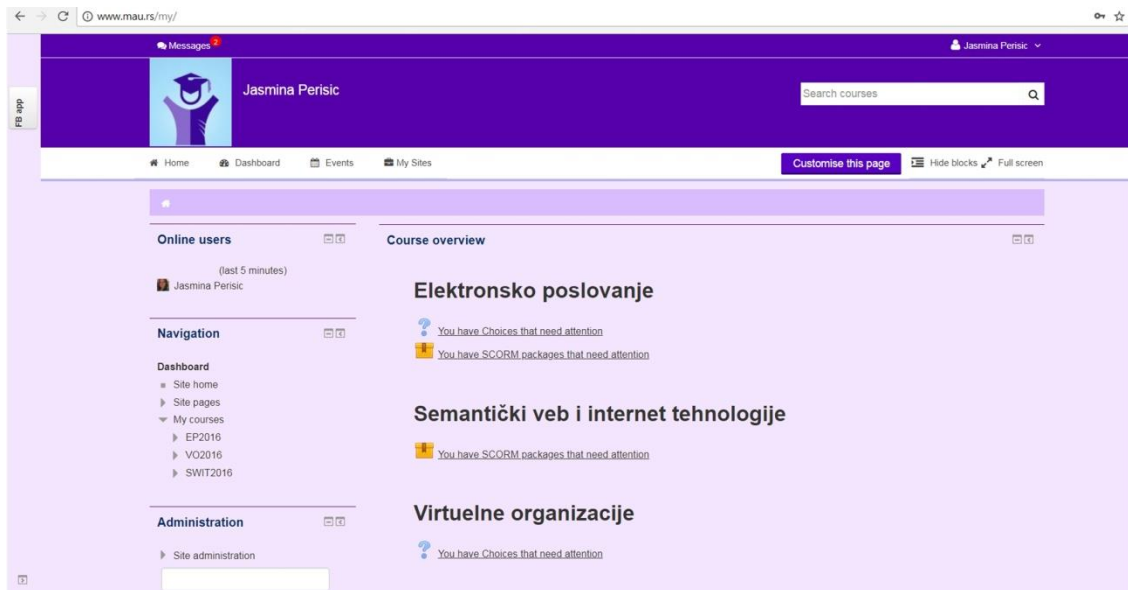 www.mau.rs/my/
Messages 2
Jasmina Perisic
FB app
Jasmina Perisic
Search courses
Home Dashboard Events My Sites
Customise this page Hide blocks Full screen
Online users
(last 5 minutes)
Jasmina Perisic
Navigation
Dashboard
Site home
Site pages
My courses
EP2016
VO2016
SWIT2016
Administration
Site administration
Course overview
Elektronsko poslovanje
You have Choices that need attention
You have SCORM packages that need attention
Semantički veb i internet tehnologije
You have SCORM packages that need attention
Virtuelne organizacije
You have Choices that need attention